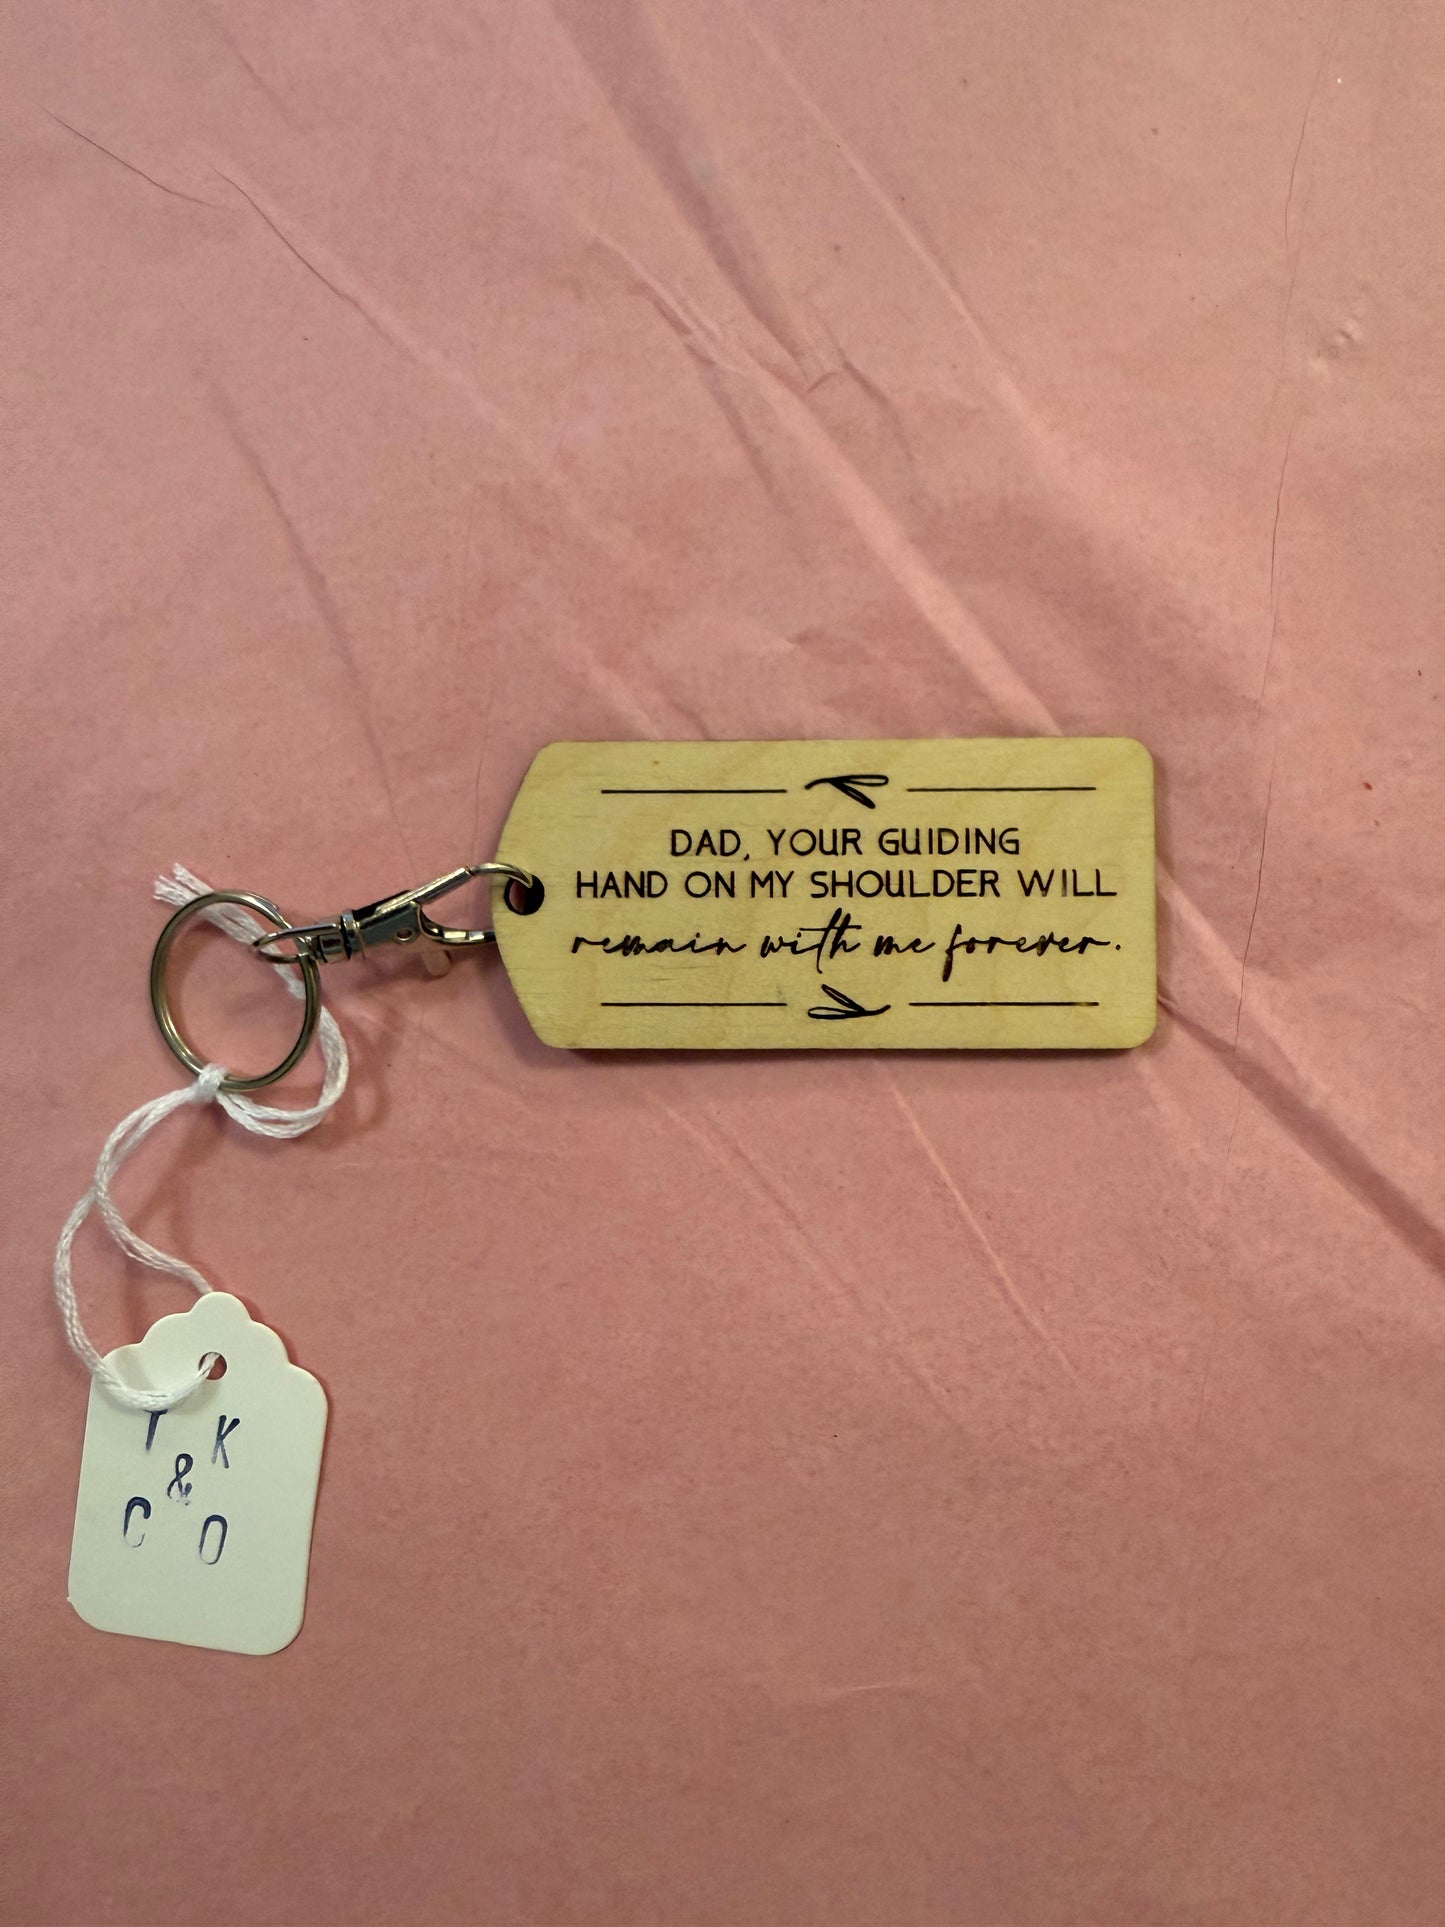 DAD, YOUR GUIDING
HAND ON MY SHOULDER WILL
remain with me forever.
T K
&
C O